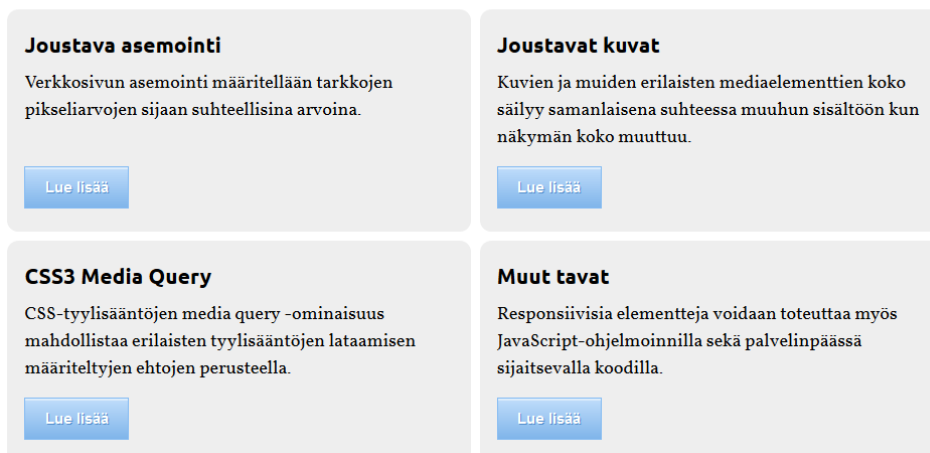 Joustava asemointi
Verkkosivun asemointi määritellään tarkkojen
pikseliarvojen sijaan suhteellisina arvoina.
Lue lisää
Joustavat kuvat
Kuvien ja muiden erilaisten mediaelementtien koko
säilyy samanlaisena suhteessa muuhun sisältöön kun
näkymän koko muuttuu.
Lue lisää
CSS3 Media Query
CSS-tyylisääntöjen media query -ominaisuus
mahdollistaa erilaisten tyylisääntöjen lataamisen
määriteltyjen ehtojen perusteella.
Lue lisää
Muut tavat
Responsiivisia elementtejä voidaan toteuttaa myös
JavaScript-ohjelmoinnilla sekä palvelinpäässä
sijaitsevalla koodilla.
Lue lisää